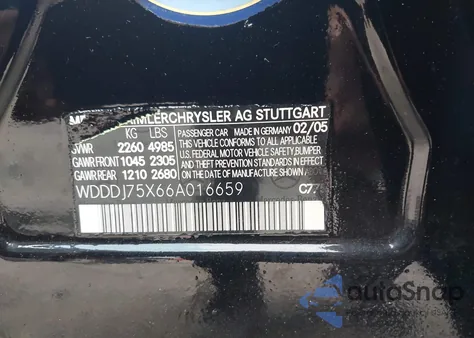 DAIMLERCHRYSLER AG STUTTGART
KG LBS PASSENGER CAR MADE IN GERMANY 02/05
GVWR 2260 4985 THIS VEHICLE CONFORMS TO ALL APPLICABLE
GAWR FRONT 1045 2305 U.S. FEDERAL MOTOR VEHICLE SAFETY, BUMPER
AND THEFT PREVENTION STANDARDS IN EFFECT
GAWR REAR 1210 2680 ON THE DATE OF MANUFACTURE SHOWN ABOVE
WDDDJ75X66A016659
autoSnap